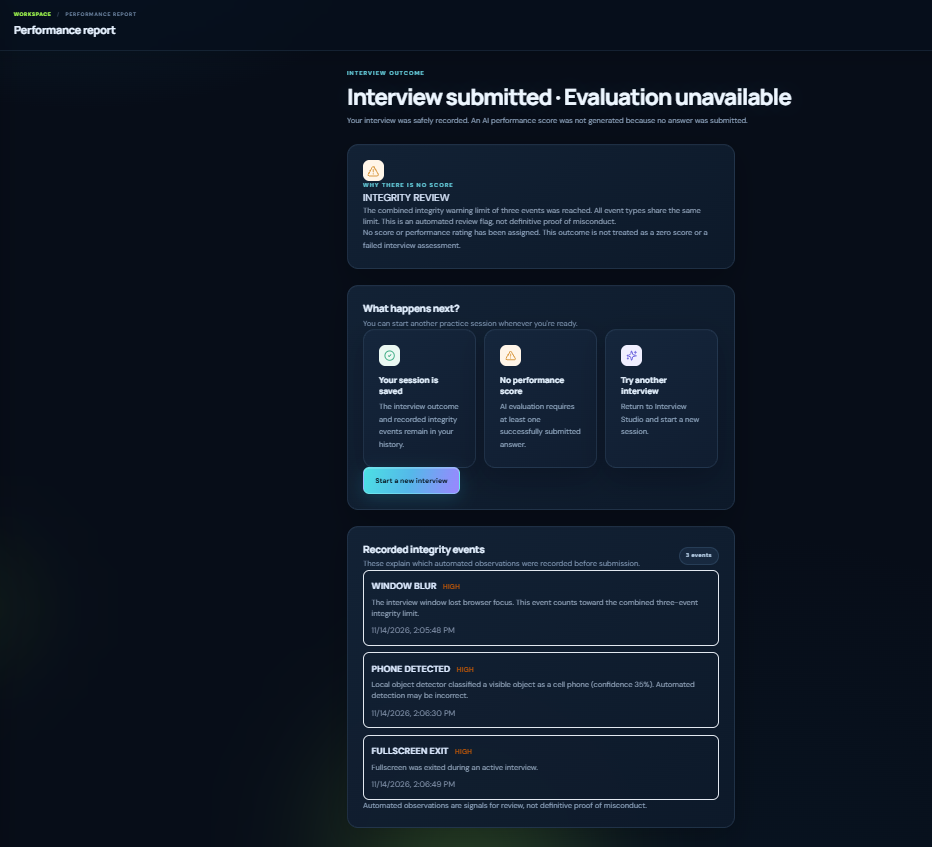 WORKSPACE / PERFORMANCE REPORT
Performance report
INTERVIEW OUTCOME
Interview submitted · Evaluation unavailable
Your interview was safely recorded. An AI performance score was not generated because no answer was submitted.
WHY THERE IS NO SCORE
INTEGRITY REVIEW
The combined integrity warning limit of three events was reached. All event types share the same
limit. This is an automated review flag, not definitive proof of misconduct.
No score or performance rating has been assigned. This outcome is not treated as a zero score or a
failed interview assessment.
What happens next?
You can start another practice session whenever you're ready.
Your session is
saved
The interview outcome
and recorded integrity
events remain in your
history.
No performance
score
AI evaluation requires
at least one
successfully submitted
answer.
Try another
interview
Return to Interview
Studio and start a new
session.
Start a new interview
Recorded integrity events
These explain which automated observations were recorded before submission.
3 events
WINDOW BLUR HIGH
The interview window lost browser focus. This event counts toward the combined three-event
integrity limit.
11/14/2026, 2:05:48 PM
PHONE DETECTED HIGH
Local object detector classified a visible object as a cell phone (confidence 35%). Automated
detection may be incorrect.
11/14/2026, 2:06:30 PM
FULLSCREEN EXIT HIGH
Fullscreen was exited during an active interview.
11/14/2026, 2:06:49 PM
Automated observations are signals for review, not definitive proof of misconduct.